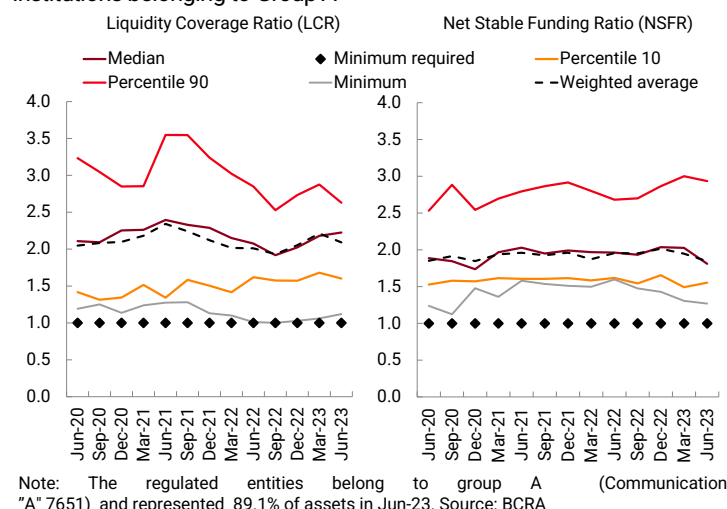 Institutions belonging to Group A
Liquidity Coverage Ratio (LCR)
Net Stable Funding Ratio (NSFR)
Median
Minimum required
Percentile 10
Percentile 90
Minimum
Weighted average
4.0
3.5
3.0
2.5
2.0
1.5
1.0
0.5
0.0
Jun-20
Sep-20
Dec-20
Mar-21
Jun-21
Sep-21
Dec-21
Mar-22
Jun-22
Sep-22
Dec-22
Mar-23
Jun-23
4.0
3.5
3.0
2.5
2.0
1.5
1.0
0.5
0.0
Jun-20
Sep-20
Dec-20
Mar-21
Jun-21
Sep-21
Dec-21
Mar-22
Jun-22
Sep-22
Dec-22
Mar-23
Jun-23
Note: The regulated entities belong to group A (Communication
"A" 7651) and represented 89.1% of assets in Jun-23. Source: BCRA